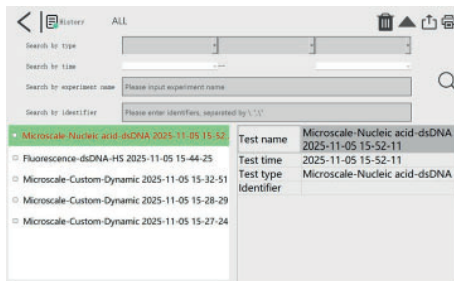 History ALL
Search by type
Search by time
Search by experiment name Please input experiment name
Search by identifier Please enter identifiers, separated by \",\"
Microscale-Nucleic acid-dsDNA 2025-11-05 15-52
Fluorescence-dsDNA-HS 2025-11-05 15-44-25
Microscale-Custom-Dynamic 2025-11-05 15-32-51
Microscale-Custom-Dynamic 2025-11-05 15-28-29
Microscale-Custom-Dynamic 2025-11-05 15-27-24
Test name Microscale-Nucleic acid-dsDNA
2025-11-05 15-52-11
Test time 2025-11-05 15-52-11
Test type Microscale-Nucleic acid-dsDNA
Identifier